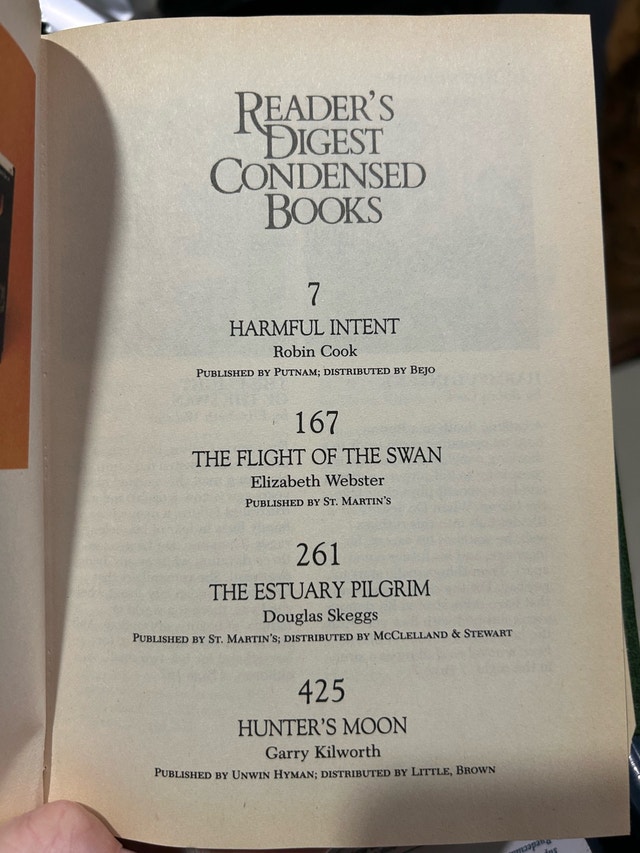 READER'S
DIGEST
CONDENSED
BOOKS
7
HARMFUL INTENT
Robin Cook
PUBLISHED BY PUTNAM; DISTRIBUTED BY BEJO
167
THE FLIGHT OF THE SWAN
Elizabeth Webster
PUBLISHED BY ST. MARTIN'S
261
THE ESTUARY PILGRIM
Douglas Skeggs
PUBLISHED BY ST. MARTIN'S; DISTRIBUTED BY MCCLELLAND & STEWART
425
HUNTER'S MOON
Garry Kilworth
PUBLISHED BY UNWIN HYMAN; DISTRIBUTED BY LITTLE, BROWN